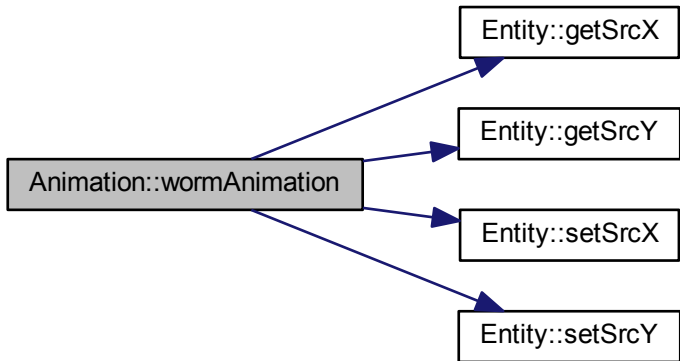 Entity::getSrcX
Entity::getSrcY
Animation::wormAnimation
Entity::setSrcX
Entity::setSrcY